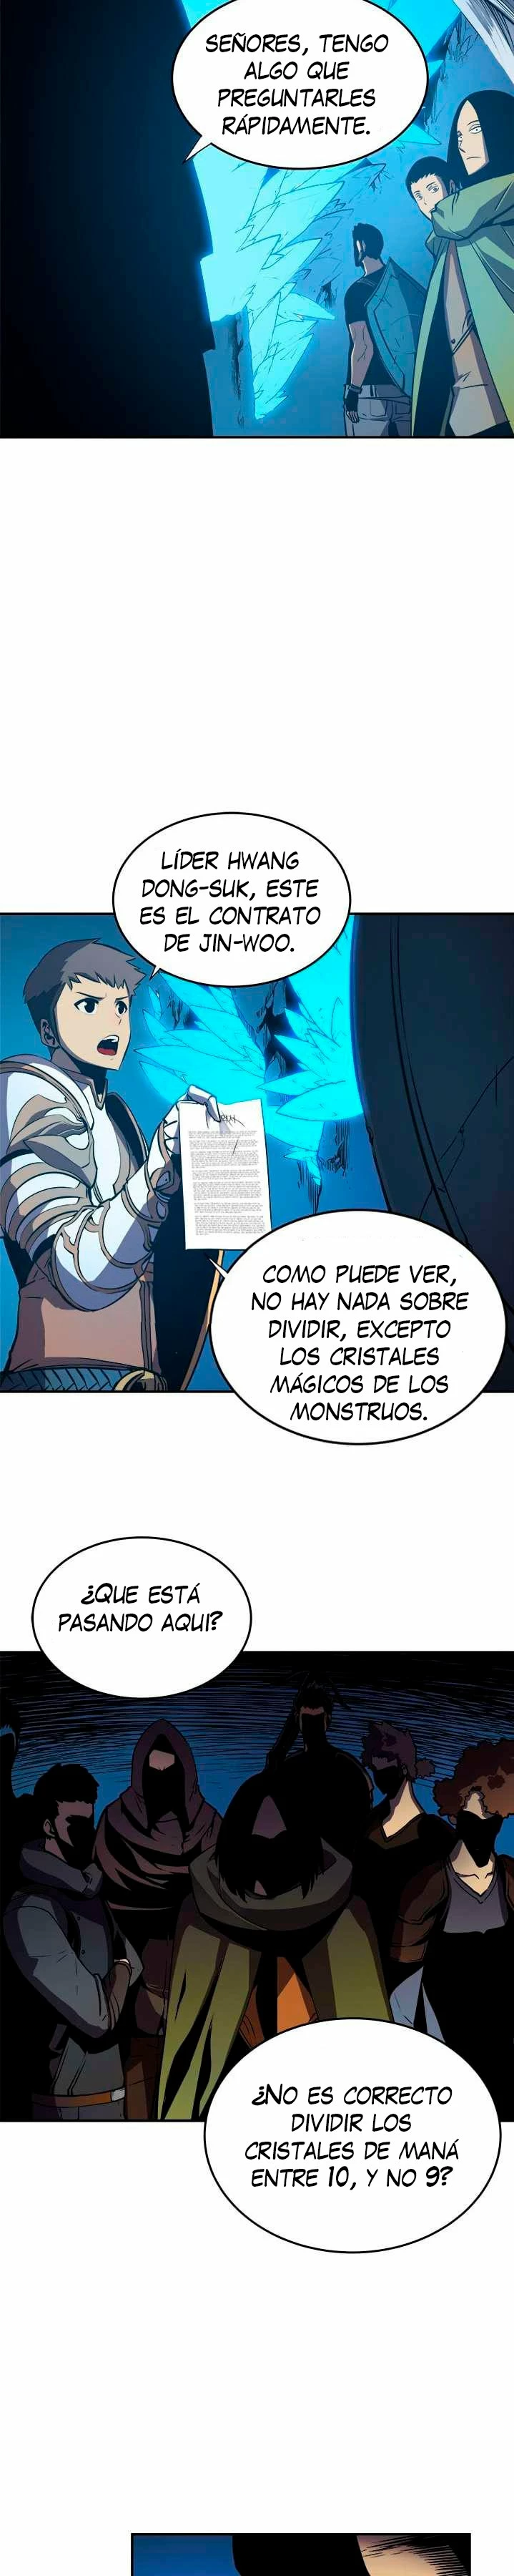 SEÑORES, TENGO
ALGO QUE
PREGUNTARLES
RÁPIDAMENTE.
LÍDER HWANG
DONG-SUK, ESTE
ES EL CONTRATO
DE JIN-WOO.
COMO PUEDE VER,
NO HAY NADA SOBRE
DIVIDIR, EXCEPTO
LOS CRISTALES
MÁGICOS DE LOS
MONSTRUOS.
¿QUE ESTÁ
PASANDO AQUI?
¿NO ES CORRECTO
DIVIDIR LOS
CRISTALES DE MANÁ
ENTRE 10, Y NO 9?